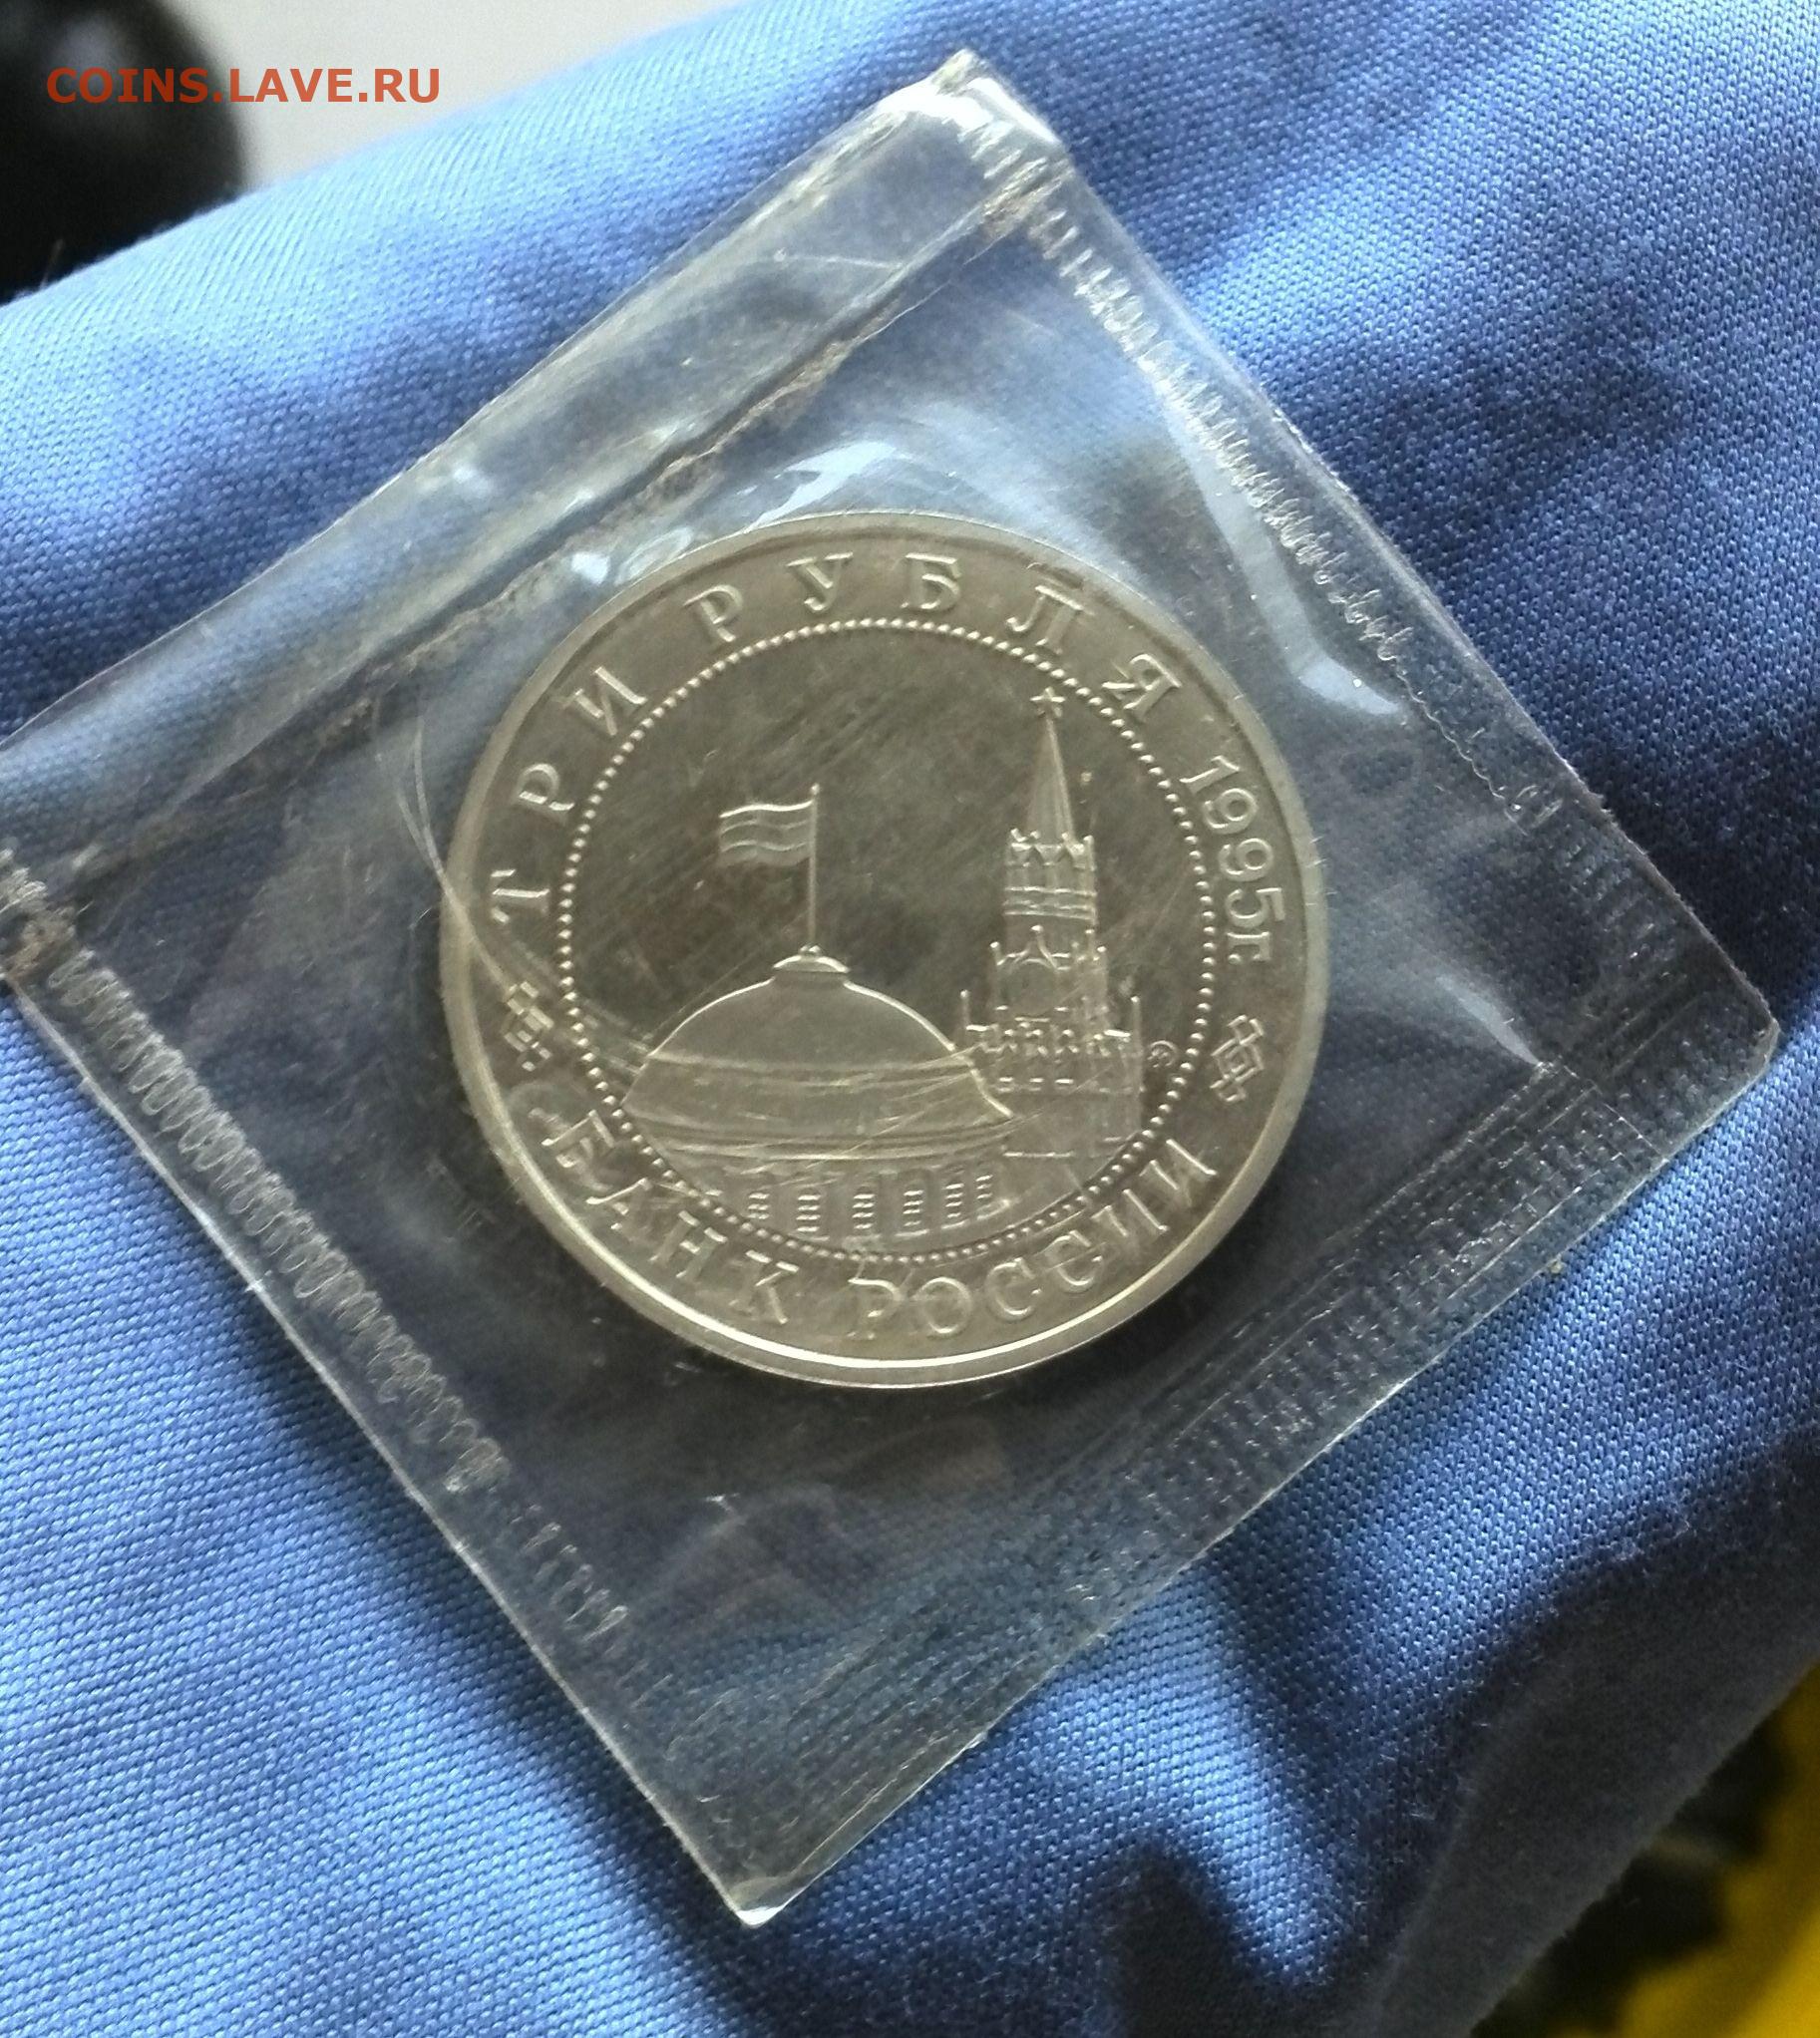 COINS.LAVE.RU
ТРИ РУБЛЯ 1995г
БАНК РОССИИ